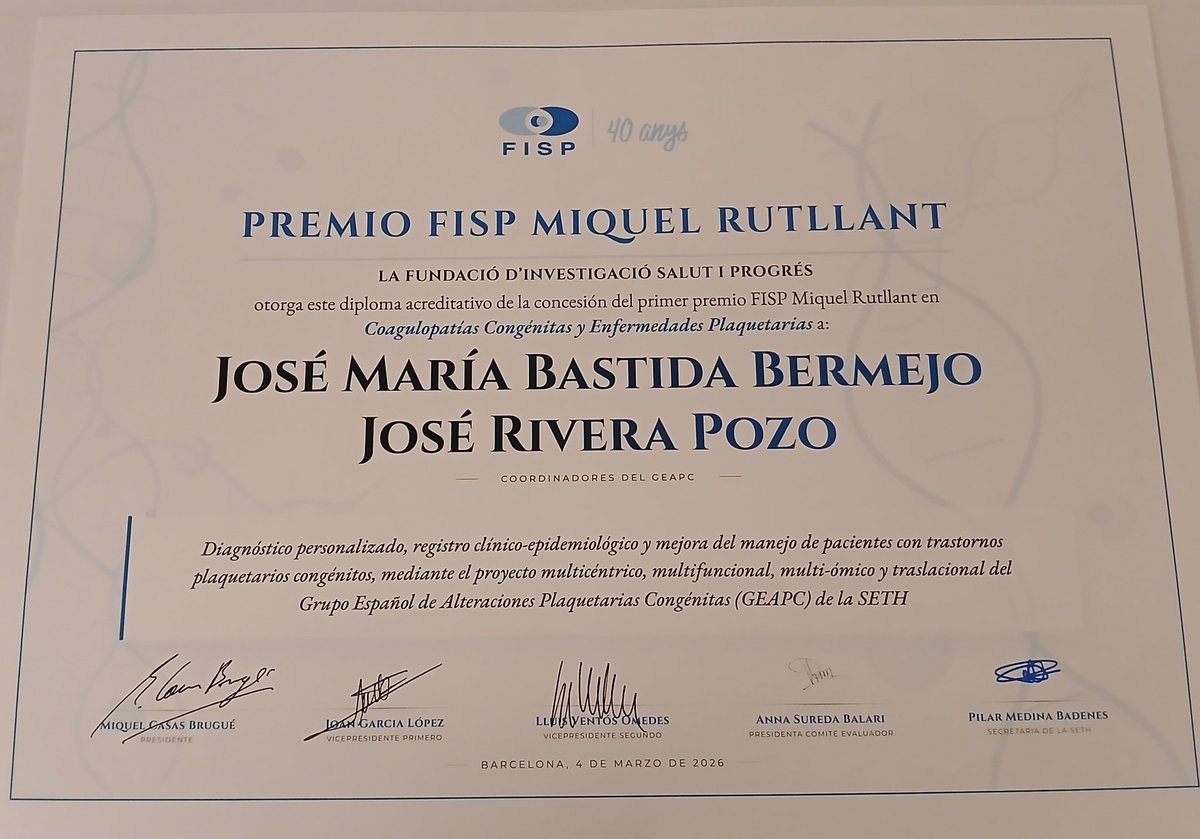 FISP
40 anys
PREMIO FISP MIQUEL RUTLLANT
LA FUNDACIÓ D'INVESTIGACIÓ SALUT I PROGRÉS
otorga este diploma acreditativo de la concesión del primer premio FISP Miquel Rutllant en
Coagulopatías Congénitas y Enfermedades Plaquetarias a:
JOSÉ MARÍA BASTIDA BERMEJO
JOSÉ RIVERA POZO
COORDINADORES DEL GEAPC
Diagnóstico personalizado, registro clínico-epidemiológico y mejora del manejo de pacientes con trastornos
plaquetarios congénitos, mediante el proyecto multicéntrico, multifuncional, multi-ómico y traslacional del
Grupo Español de Alteraciones Plaquetarias Congénitas (GEAPC) de la SETH
MIQUEL CASAS BRUGUÉ
PRESIDENTE
JOAN GARCIA LÓPEZ
VICEPRESIDENTE PRIMERO
LLUIS VENTOS OMEDES
VICEPRESIDENTE SEGUNDO
ANNA SUREDA BALARI
PRESIDENTA COMITÉ EVALUADOR
PILAR MEDINA BADENES
SECRETARIA DE LA SETH
BARCELONA, 4 DE MARZO DE 2026